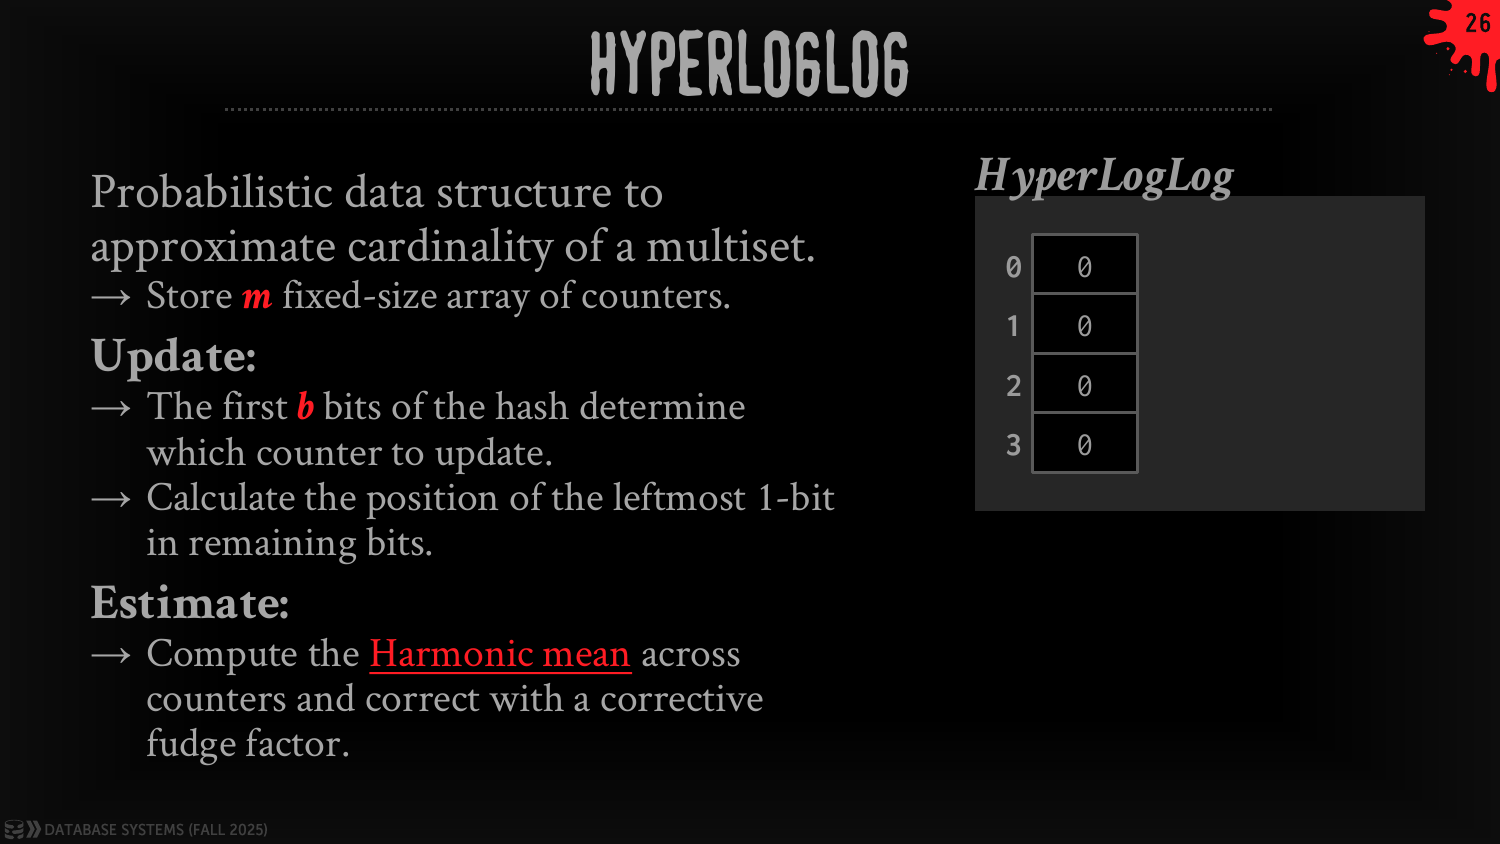 26
HYPERLOGLOG
Probabilistic data structure to
approximate cardinality of a multiset.
→ Store m fixed-size array of counters.
Update:
→ The first b bits of the hash determine
which counter to update.
→ Calculate the position of the leftmost 1-bit
in remaining bits.
Estimate:
→ Compute the Harmonic mean across
counters and correct with a corrective
fudge factor.
HyperLogLog
0 0
1 0
2 0
3 0
DATABASE SYSTEMS (FALL 2025)